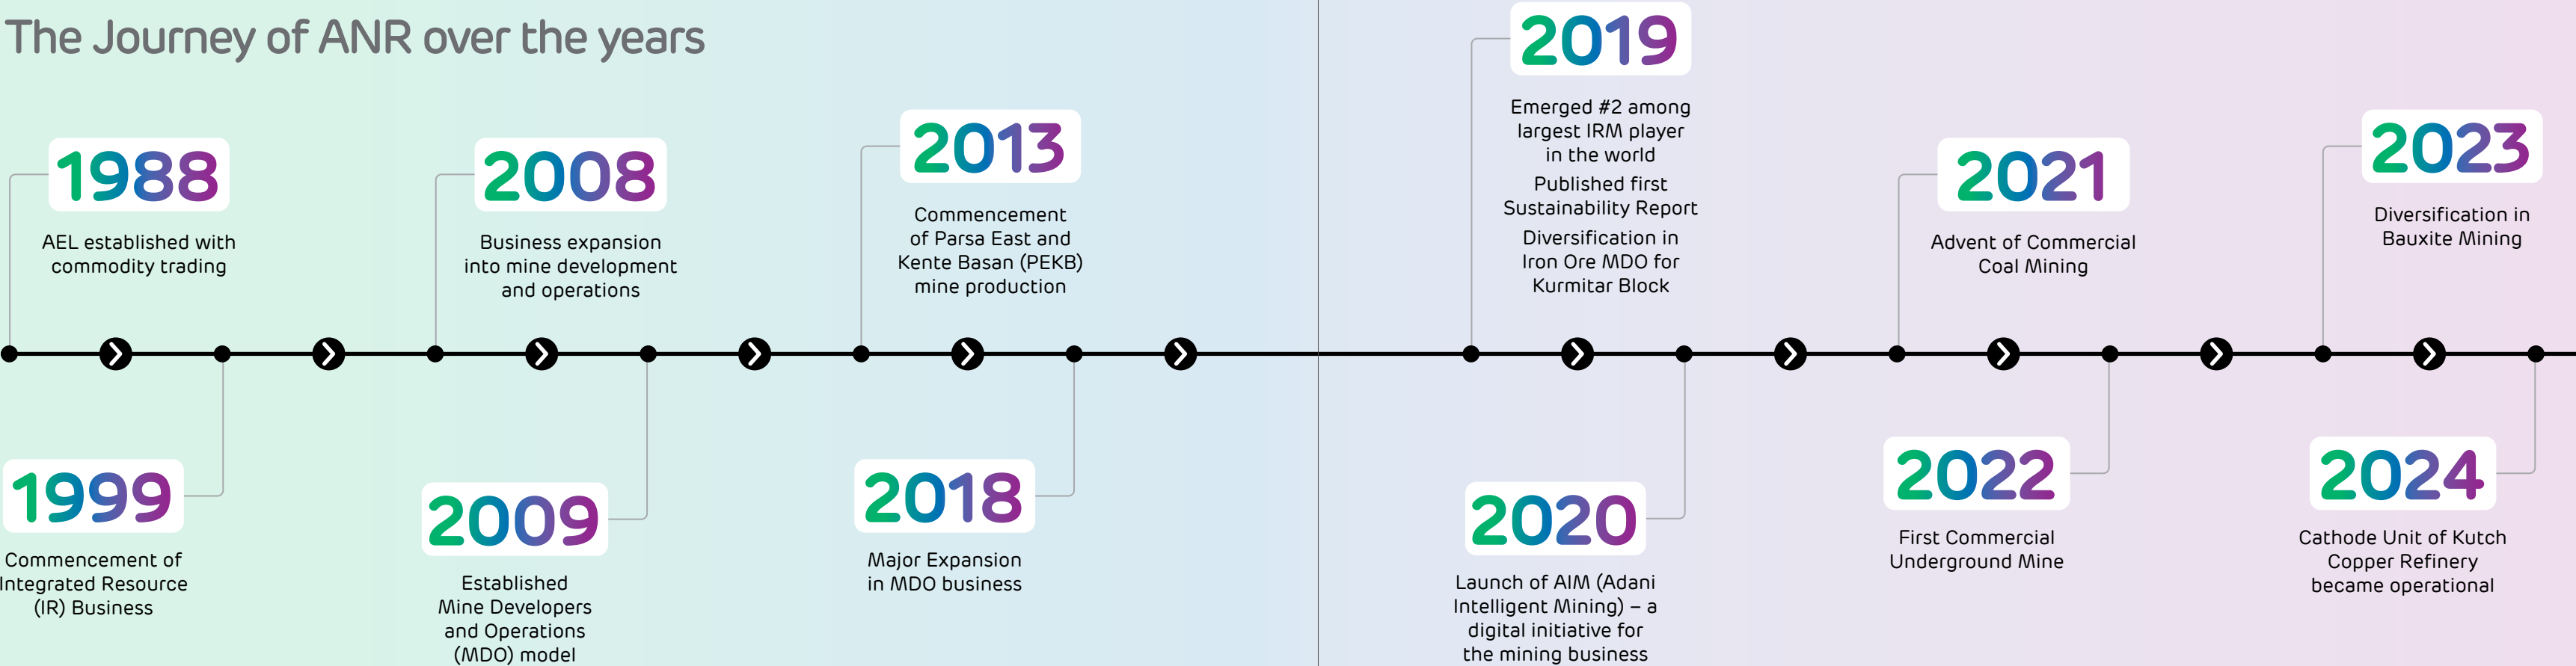 The Journey of ANR over the years
1988
AEL established with
commodity trading
1999
Commencement of
Integrated Resource
(IR) Business
2008
Business expansion
into mine development
and operations
2009
Established
Mine Developers
and Operations
(MDO) model
2013
Commencement
of Parsa East and
Kente Basan (PEKB)
mine production
2018
Major Expansion
in MDO business
2019
Emerged #2 among
largest IRM player
in the world
Published first
Sustainability Report
Diversification in
Iron Ore MDO for
Kurmitar Block
2020
Launch of AIM (Adani
Intelligent Mining) – a
digital initiative for
the mining business
2021
Advent of Commercial
Coal Mining
2022
First Commercial
Underground Mine
2023
Diversification in
Bauxite Mining
2024
Cathode Unit of Kutch
Copper Refinery
became operational